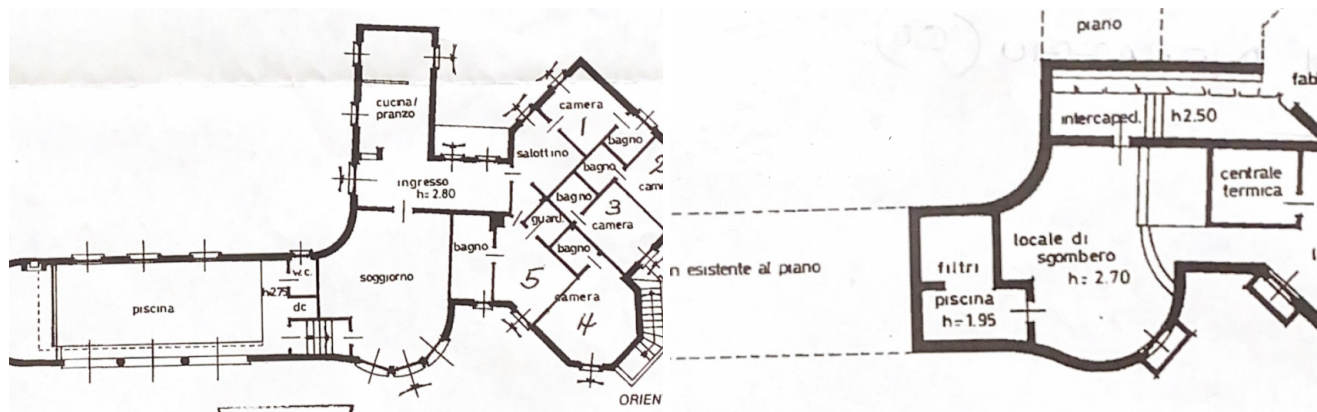 cucina/
pranzo
ingresso
h=2.80
soggiorno
bagno
piscina
w.c.
h2.75
dc
camera
1
salottino
bagno
bagno
2
bagno
3
camera
guard.
bagno
5
camera
4
ORIEN
piano
fab
intercaped. h2.50
centrale
termica
n esistente al piano
filtri
piscina
h=1.95
locale di
sgombero
h=2.70